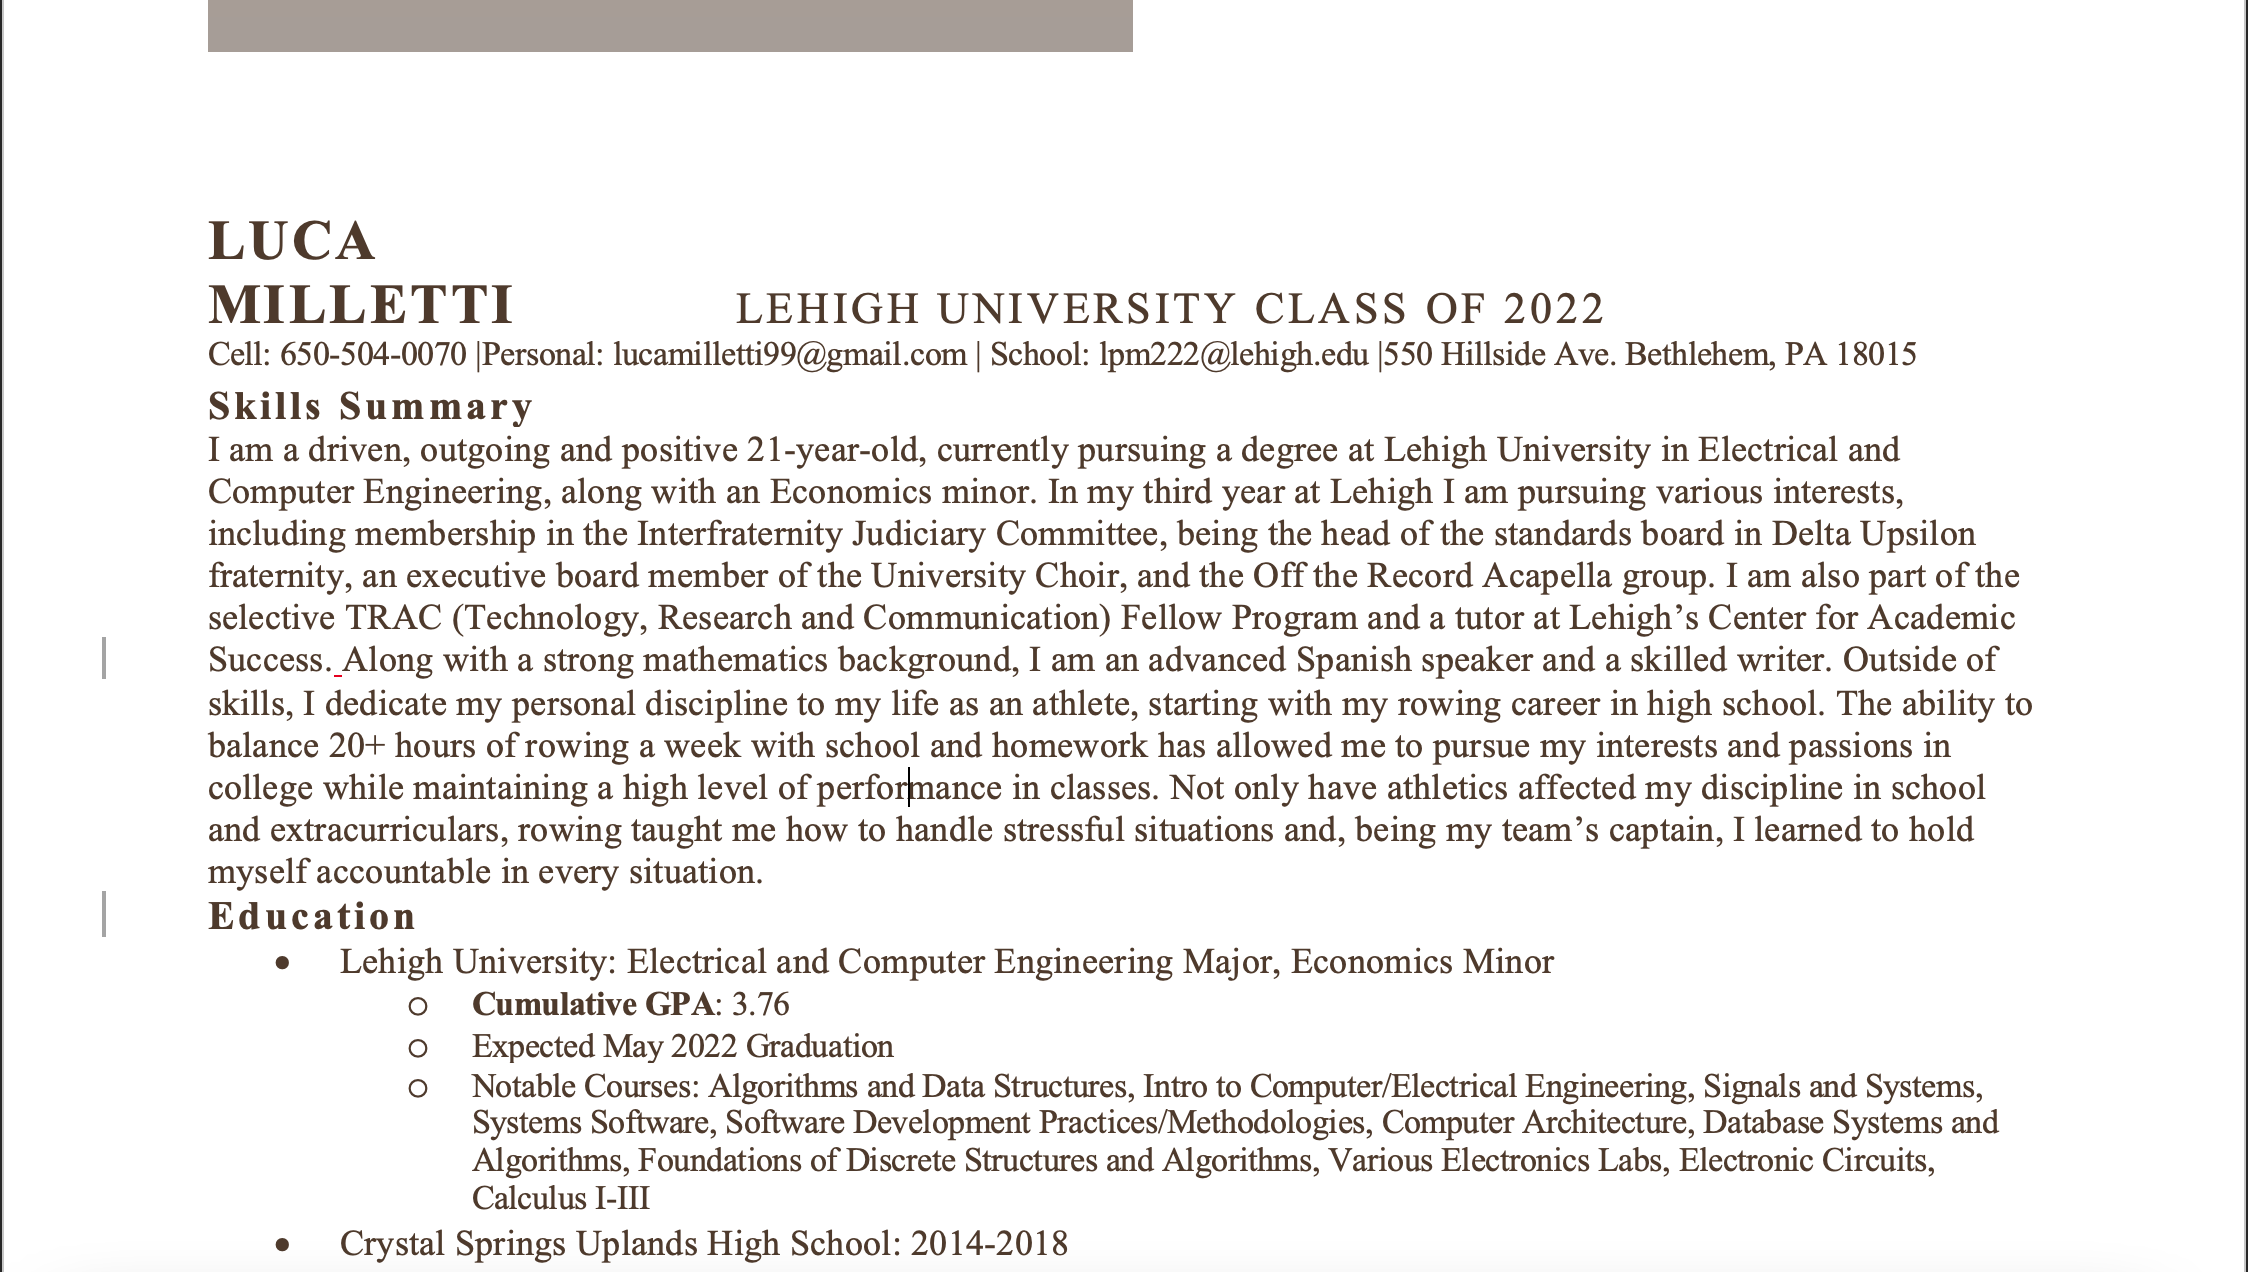 LUCA
MILLETTI LEHIGH UNIVERSITY CLASS OF 2022
Cell: 650-504-0070 |Personal: lucamilletti99@gmail.com | School: lpm222@lehigh.edu |550 Hillside Ave. Bethlehem, PA 18015
Skills Summary
I am a driven, outgoing and positive 21-year-old, currently pursuing a degree at Lehigh University in Electrical and
Computer Engineering, along with an Economics minor. In my third year at Lehigh I am pursuing various interests,
including membership in the Interfraternity Judiciary Committee, being the head of the standards board in Delta Upsilon
fraternity, an executive board member of the University Choir, and the Off the Record Acapella group. I am also part of the
selective TRAC (Technology, Research and Communication) Fellow Program and a tutor at Lehigh’s Center for Academic
Success. Along with a strong mathematics background, I am an advanced Spanish speaker and a skilled writer. Outside of
skills, I dedicate my personal discipline to my life as an athlete, starting with my rowing career in high school. The ability to
balance 20+ hours of rowing a week with school and homework has allowed me to pursue my interests and passions in
college while maintaining a high level of performance in classes. Not only have athletics affected my discipline in school
and extracurriculars, rowing taught me how to handle stressful situations and, being my team’s captain, I learned to hold
myself accountable in every situation.
Education
• Lehigh University: Electrical and Computer Engineering Major, Economics Minor
o Cumulative GPA: 3.76
o Expected May 2022 Graduation
o Notable Courses: Algorithms and Data Structures, Intro to Computer/Electrical Engineering, Signals and Systems,
Systems Software, Software Development Practices/Methodologies, Computer Architecture, Database Systems and
Algorithms, Foundations of Discrete Structures and Algorithms, Various Electronics Labs, Electronic Circuits,
Calculus I-III
• Crystal Springs Uplands High School: 2014-2018